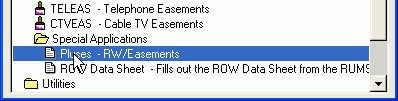 TELEAS - Telephone Easements
CTVEAS - Cable TV Easements
Special Applications
Pluses - RW/Easements
ROW Data Sheet - Fills out the ROW Data Sheet from the RUMS
Utilities